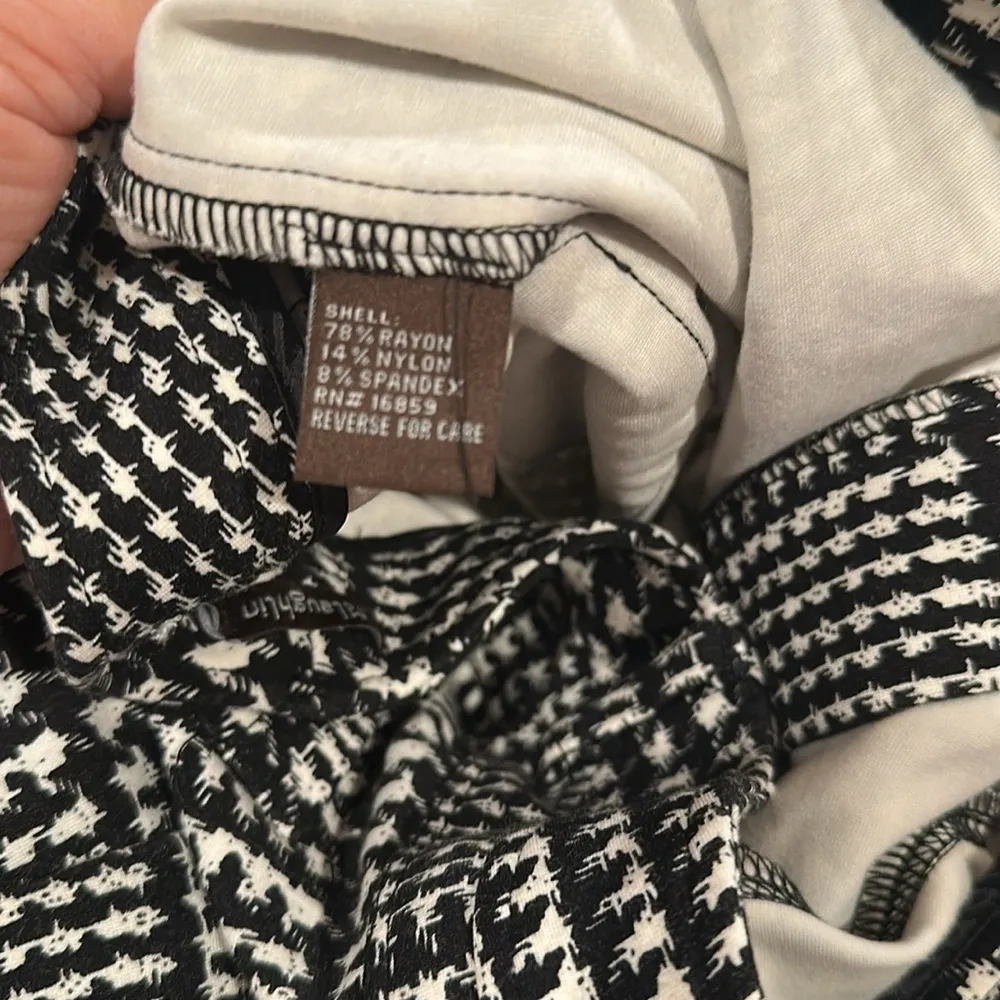 SHELL:
78% RAYON
14% NYLON
8% SPANDEX
RN# 16859
REVERSE FOR CARE